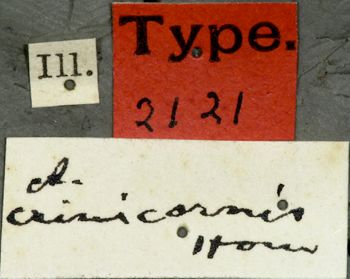 Ill.
Type.
2121
A.
crinicornis
Horn